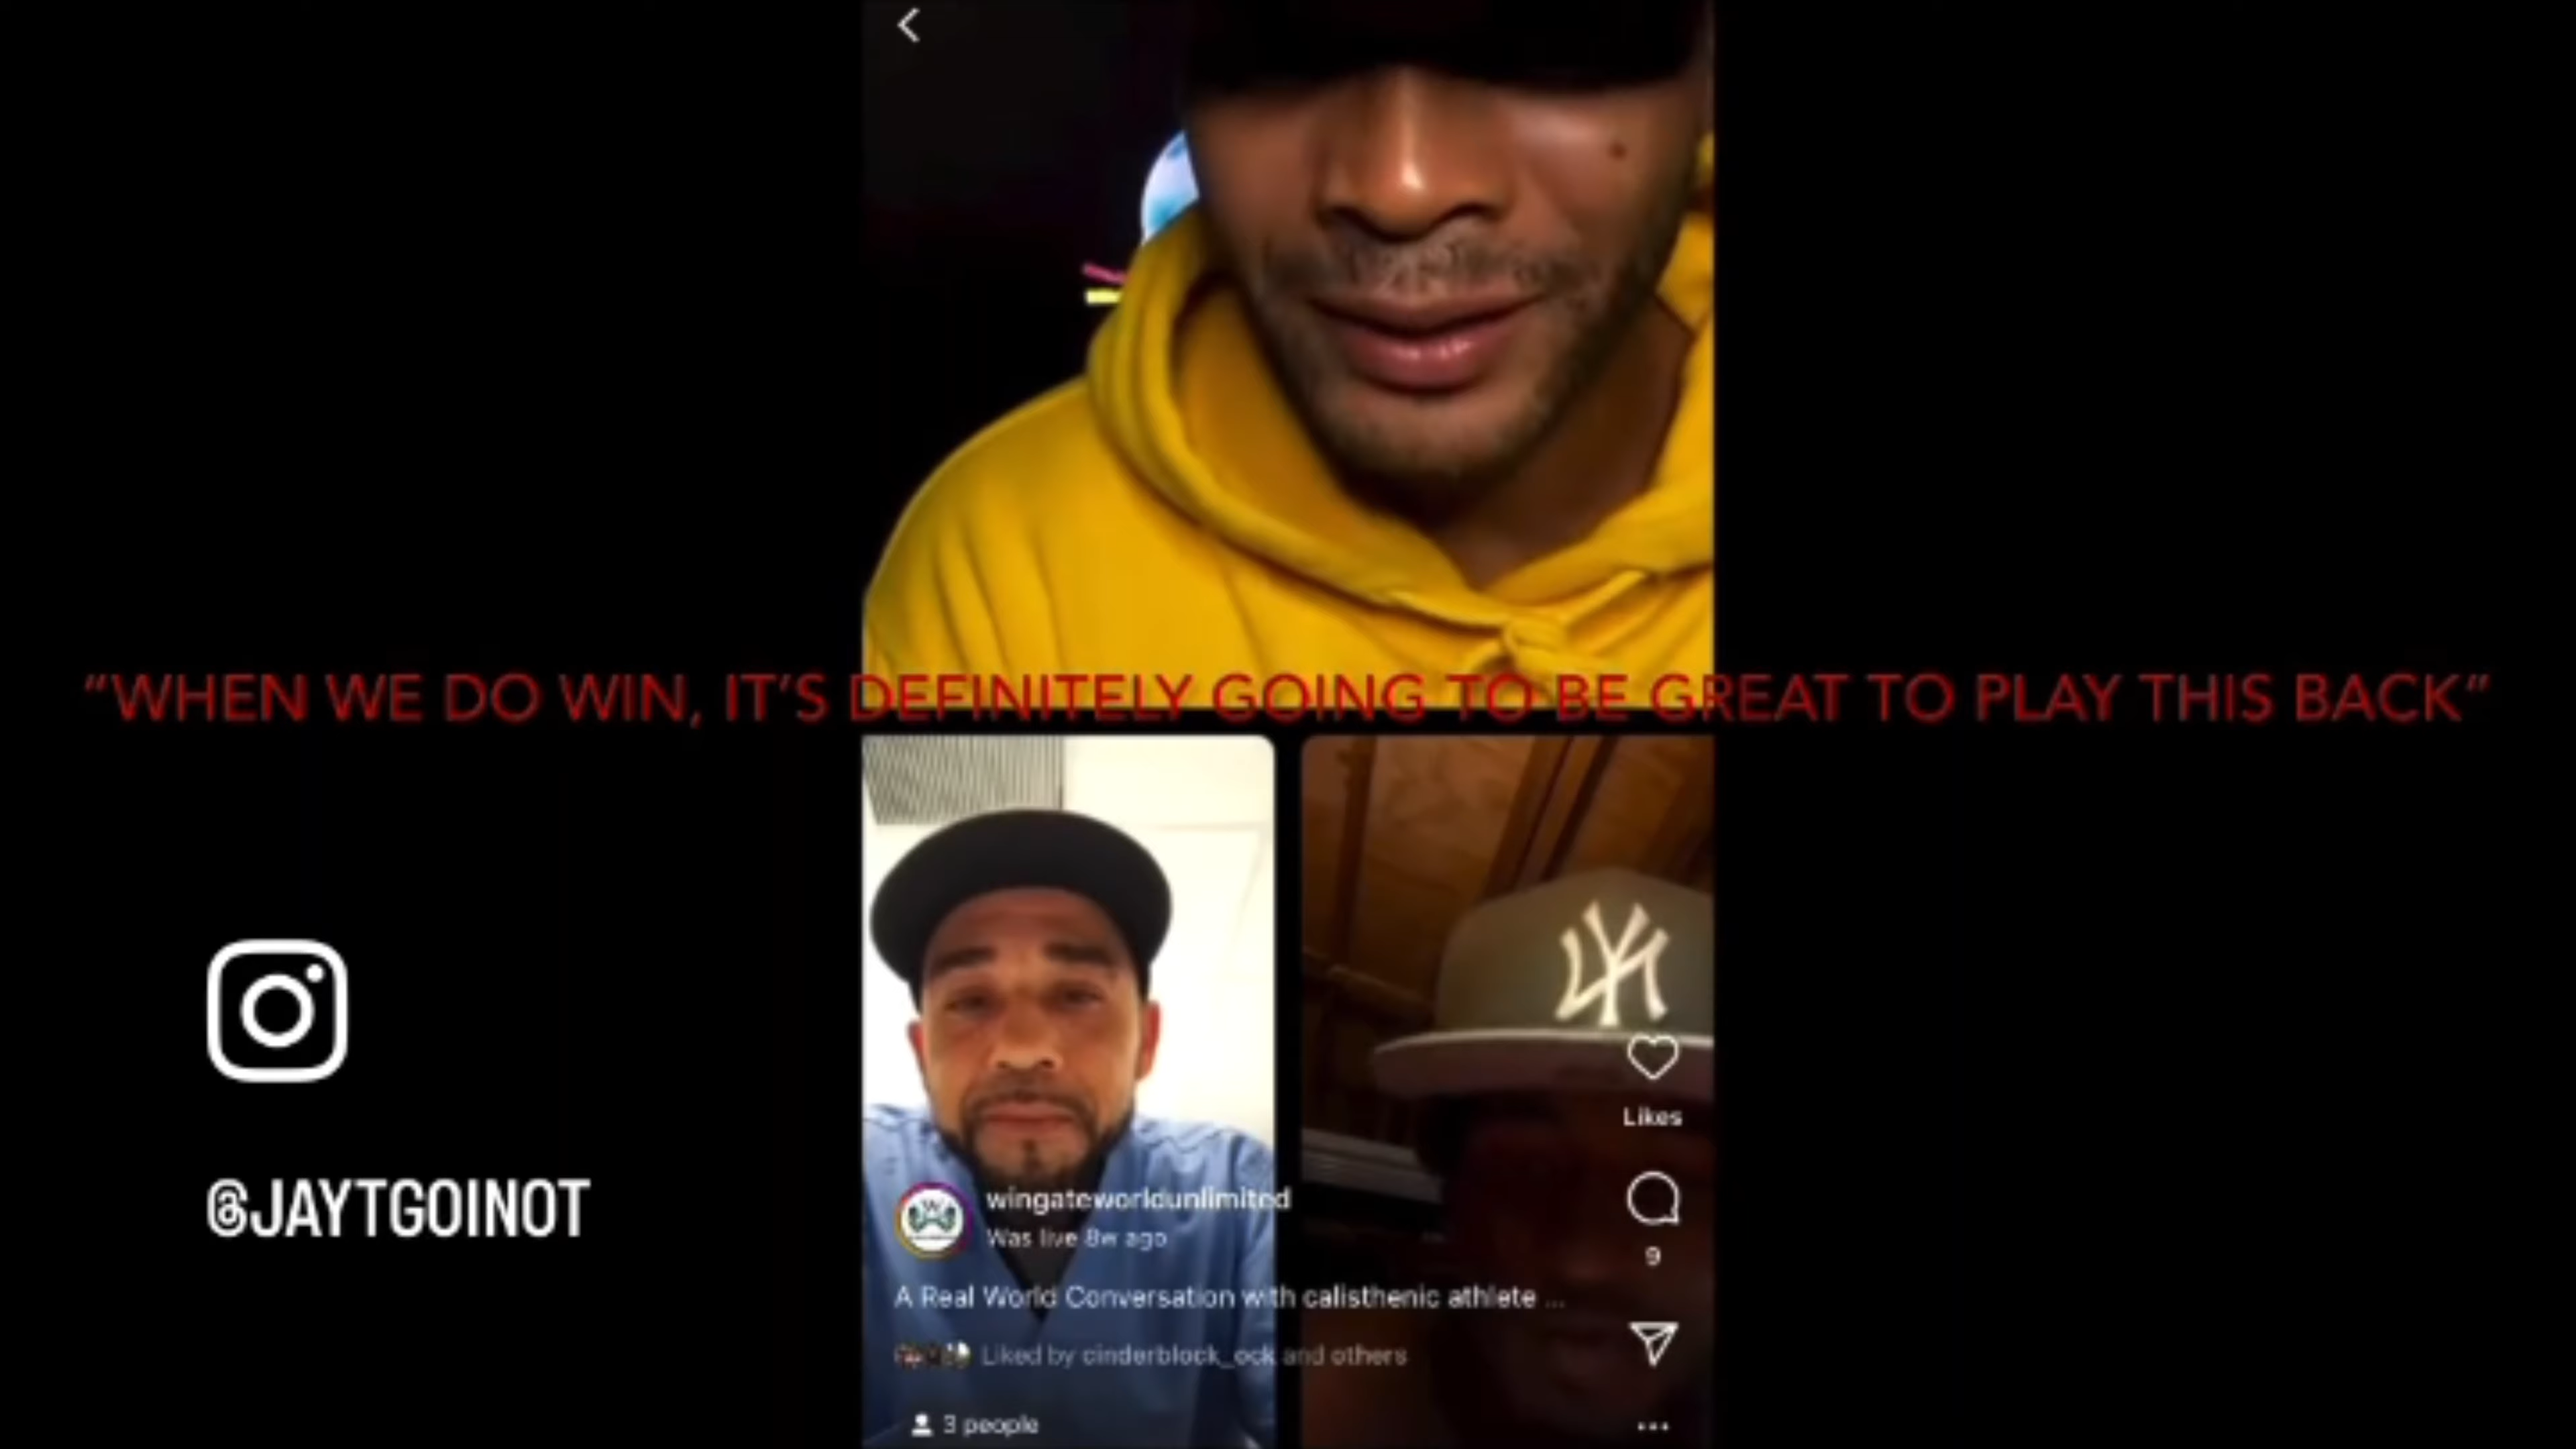 “WHEN WE DO WIN, IT’S DEFINITELY GOING TO BE GREAT TO PLAY THIS BACK”
NY
Likes
@JAYTGOINOT
wingateworldunlimited
Was live 8w ago
9
A Real World Conversation with calisthenic athlete ...
Liked by cinderblock_ock and others
3 people